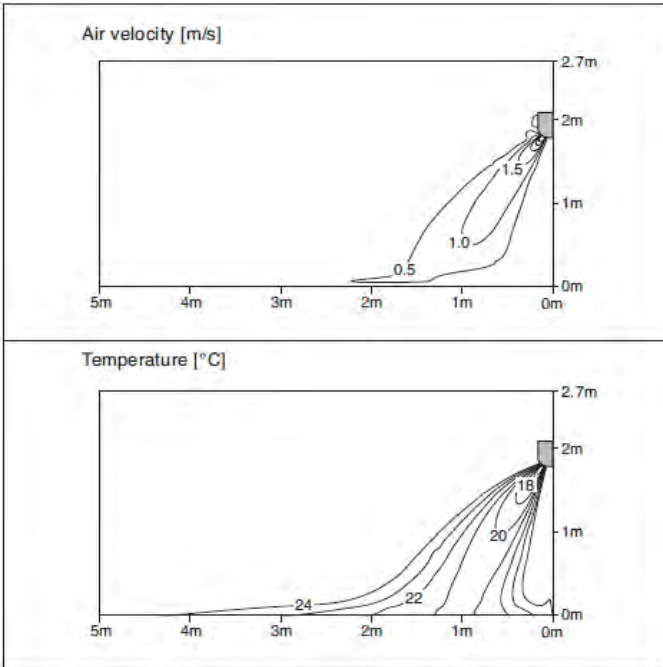 Air velocity [m/s]
2.7m
2m
1.5
1m
1.0
0.5
0m
5m 4m 3m 2m 1m 0m
Temperature [°C]
2.7m
2m
18
1m
20
22
24
0m
5m 4m 3m 2m 1m 0m